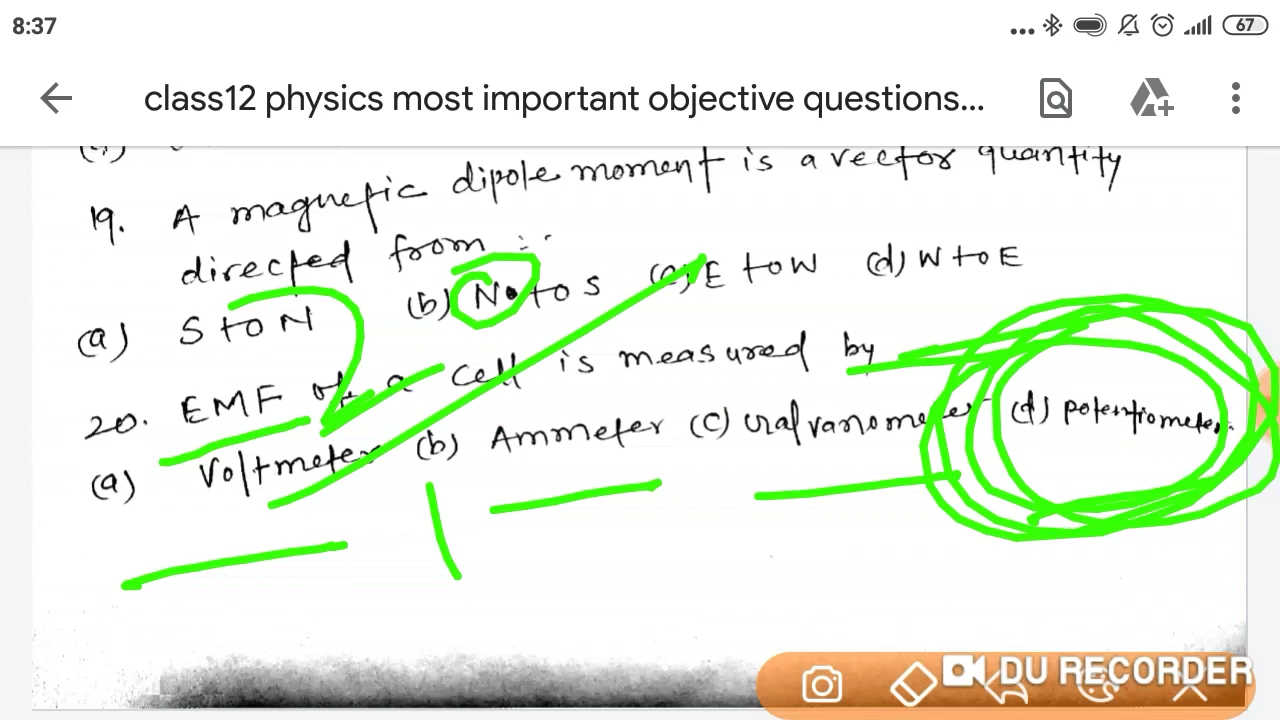 8:37
67
class12 physics most important objective questions...
19. A magnetic dipole moment is a vector quantity
directed from
(a) S to N (b) N to S (c) E to W (d) W to E
20. EMF of a cell is measured by
(a) Voltmeter (b) Ammeter (c) Galvanometer (d) potentiometer.
DU RECORDER